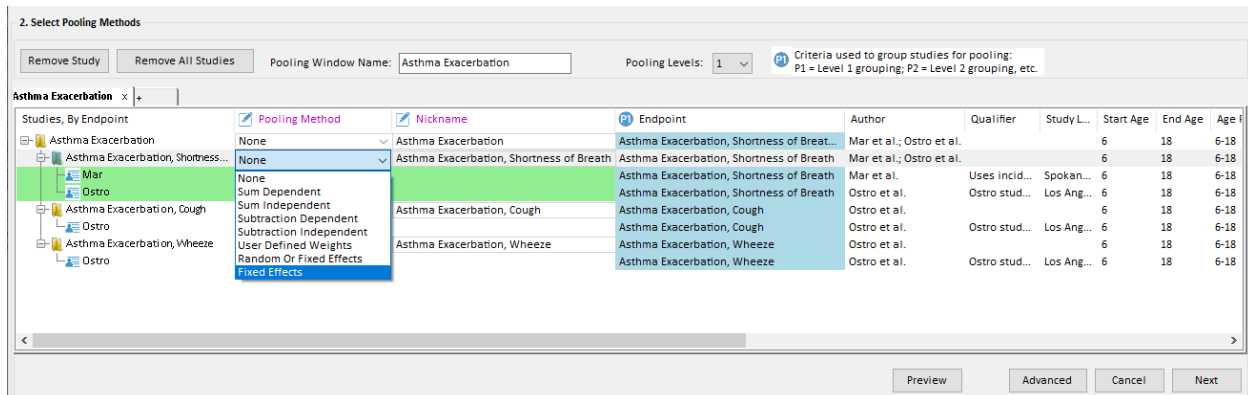 2. Select Pooling Methods
Remove Study Remove All Studies Pooling Window Name: Asthma Exacerbation Pooling Levels: 1 P1 Criteria used to group studies for pooling:
P1 = Level 1 grouping; P2 = Level 2 grouping, etc.
Asthma Exacerbation x +
Studies, By Endpoint Pooling Method Nickname P1 Endpoint Author Qualifier Study L... Start Age End Age Age
Asthma Exacerbation None Asthma Exacerbation Asthma Exacerbation, Shortness of Breat... Mar et al.; Ostro et al. 6 18 6-18
Asthma Exacerbation, Shortness... None Asthma Exacerbation, Shortness of Breath Asthma Exacerbation, Shortness of Breath Mar et al.; Ostro et al. 6 18 6-18
Mar None Asthma Exacerbation, Shortness of Breath Mar et al. Uses incid... Spokan... 6 18 6-18
Ostro Sum Dependent Asthma Exacerbation, Shortness of Breath Ostro et al. Ostro stud... Los Ang... 6 18 6-18
Sum Independent
Asthma Exacerbation, Cough Subtraction Dependent Asthma Exacerbation, Cough Asthma Exacerbation, Cough Ostro et al. 6 18 6-18
Ostro Subtraction Independent Asthma Exacerbation, Cough Ostro et al. Ostro stud... Los Ang... 6 18 6-18
Asthma Exacerbation, Wheeze User Defined Weights Asthma Exacerbation, Wheeze Asthma Exacerbation, Wheeze Ostro et al. 6 18 6-18
Ostro Random Or Fixed Effects Asthma Exacerbation, Wheeze Ostro et al. Ostro stud... Los Ang... 6 18 6-18
Fixed Effects
Preview Advanced Cancel Next